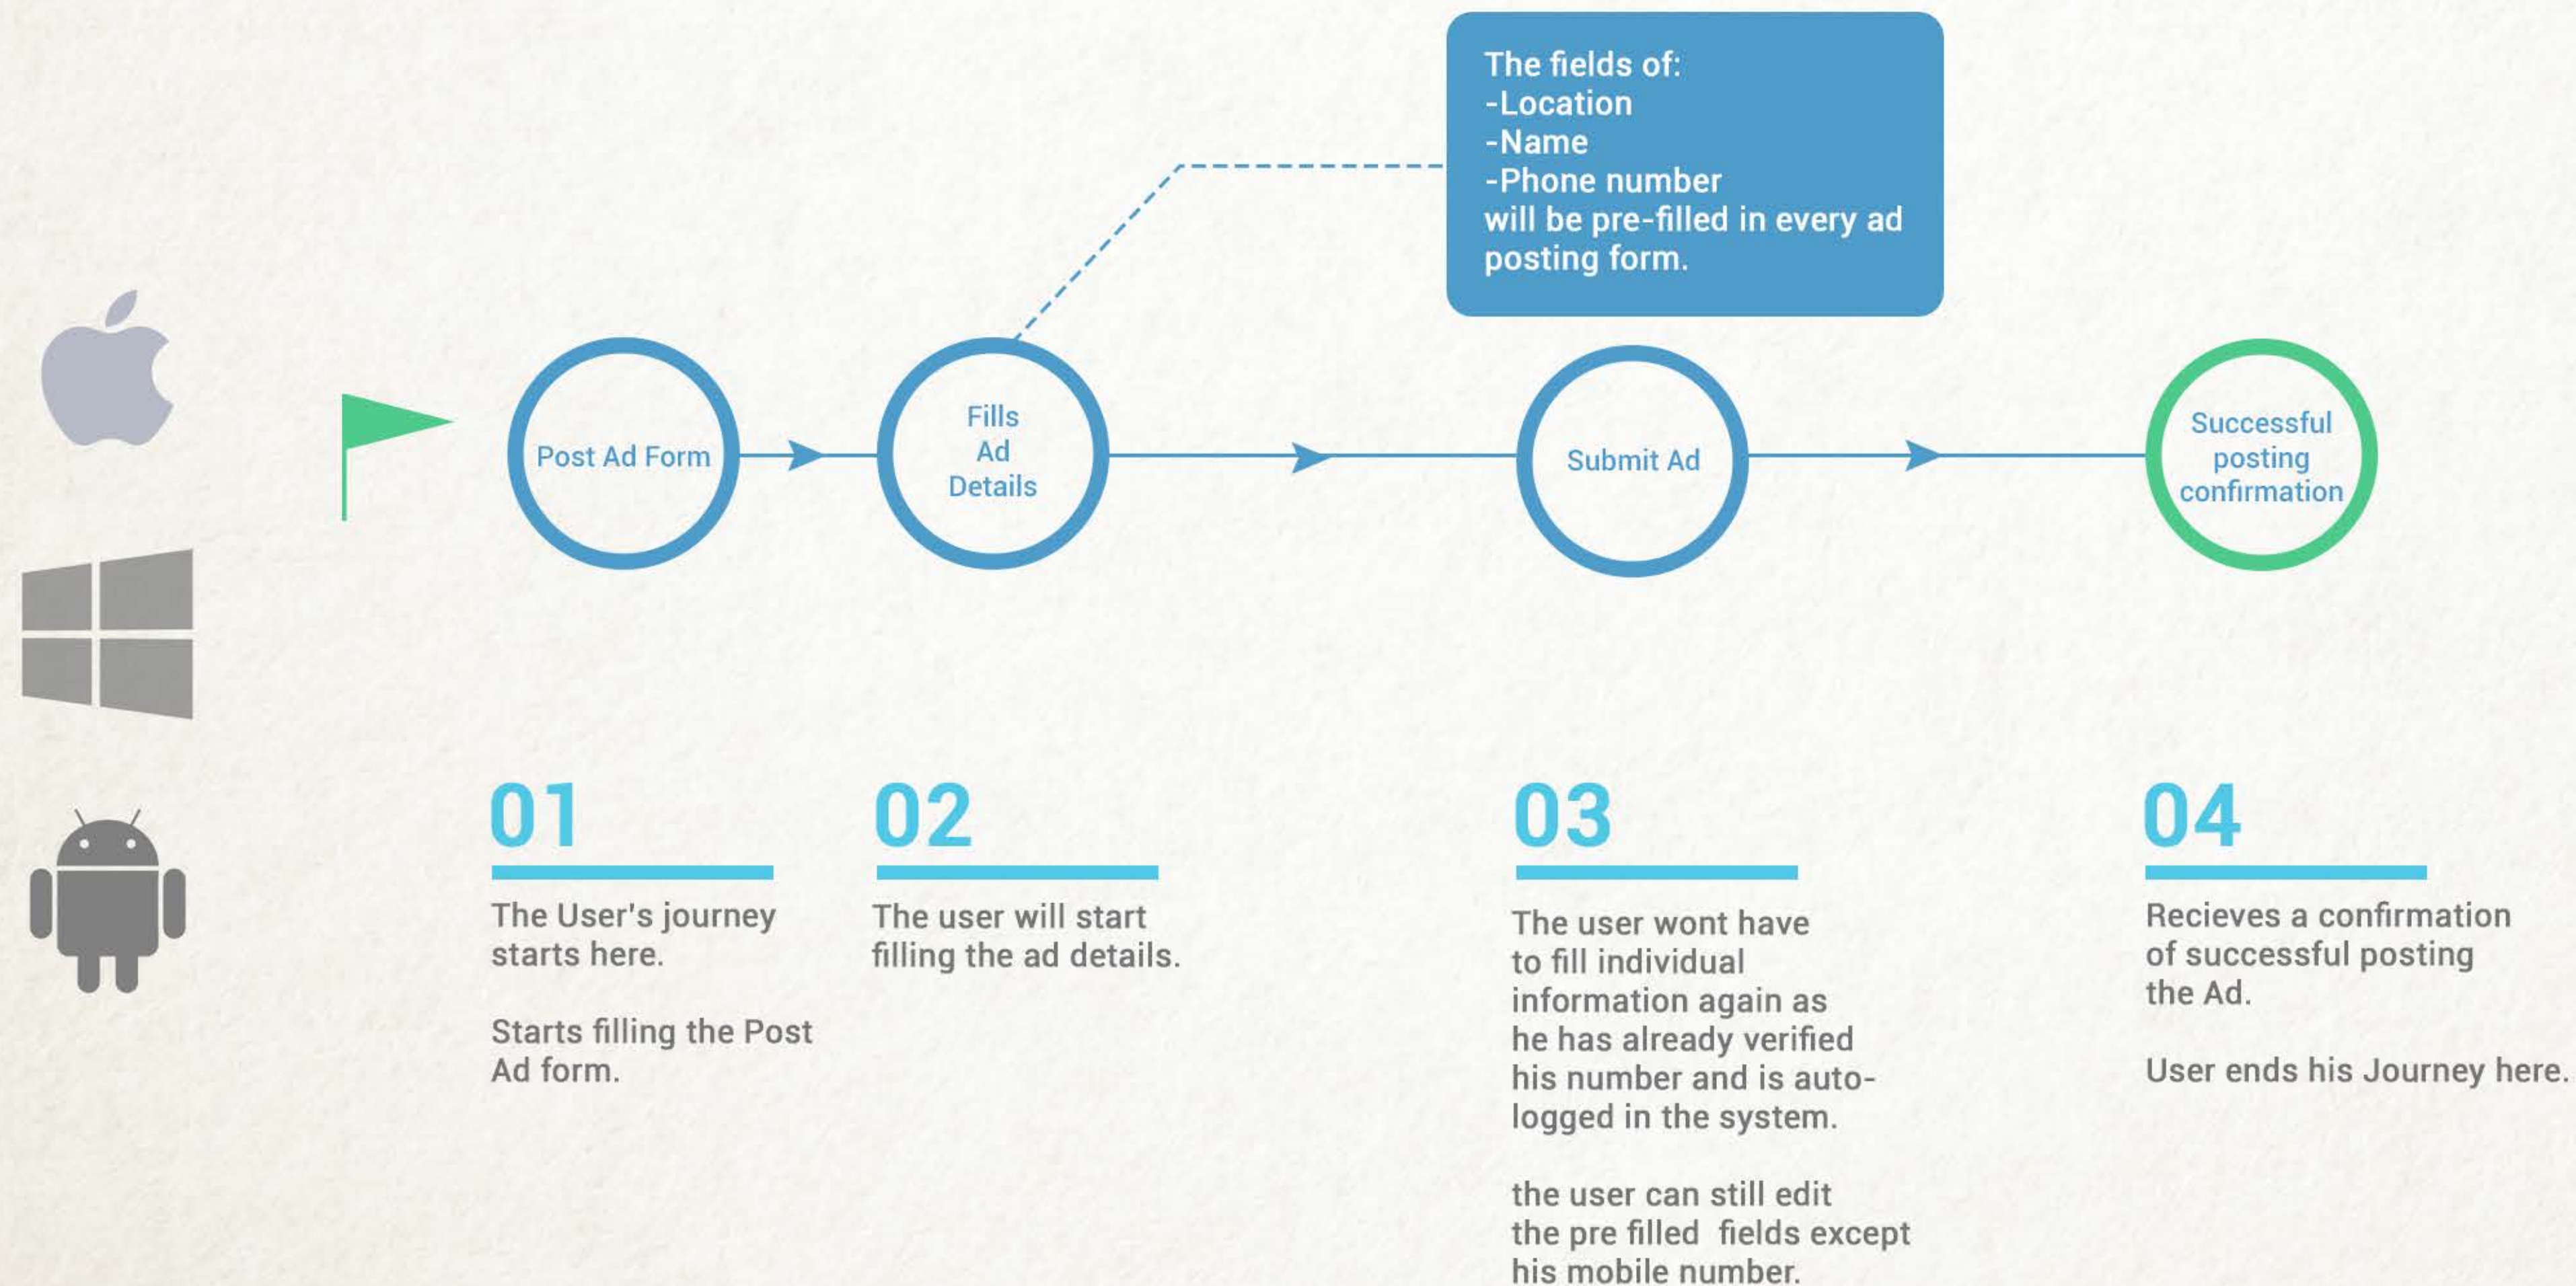 The fields of:
-Location
-Name
-Phone number
will be pre-filled in every ad
posting form.
Post Ad Form
Fills
Ad
Details
Submit Ad
Successful
posting
confirmation
01
The User's journey
starts here.
Starts filling the Post
Ad form.
02
The user will start
filling the ad details.
03
The user wont have
to fill individual
information again as
he has already verified
his number and is auto-
logged in the system.
the user can still edit
the pre filled  fields except
his mobile number.
04
Recieves a confirmation
of successful posting
the Ad.
User ends his Journey here.